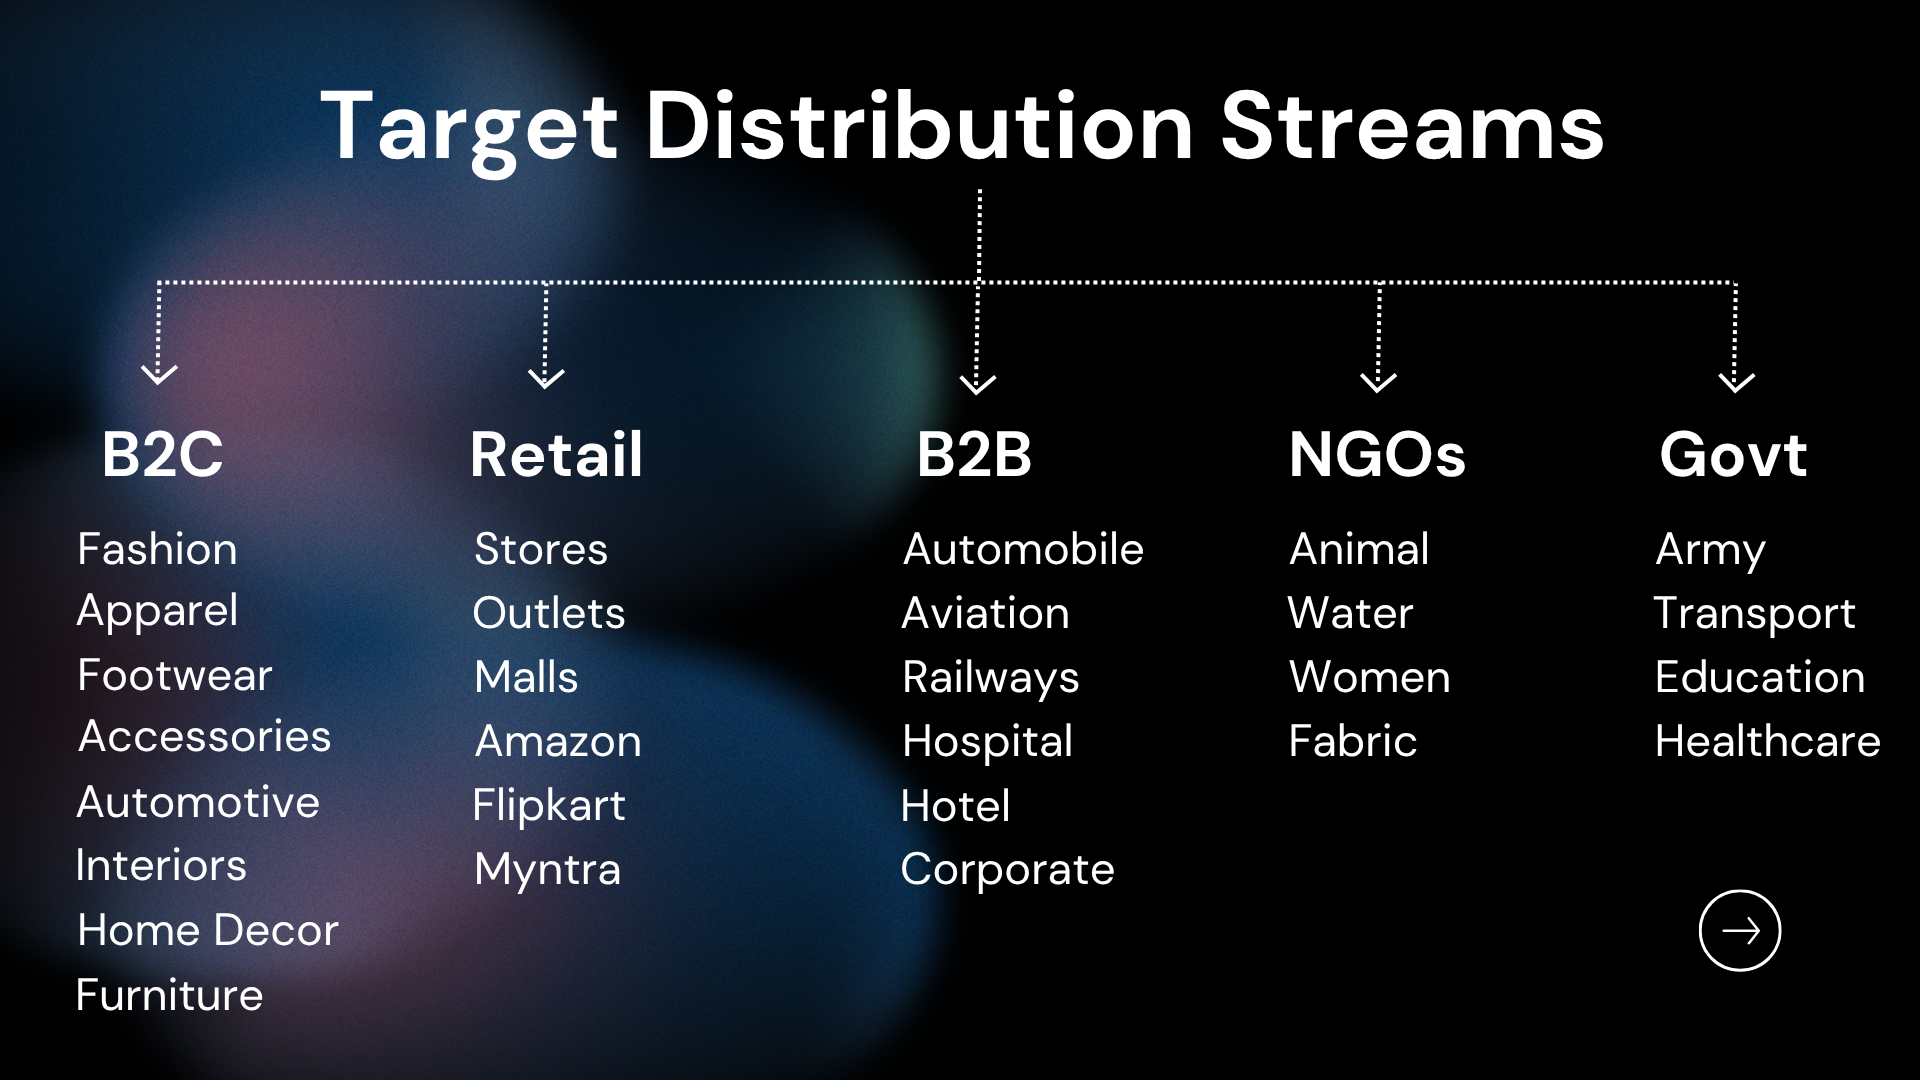 Target Distribution Streams
B2C
Fashion
Apparel
Footwear
Accessories
Automotive
Interiors
Home Decor
Furniture
Retail
Stores
Outlets
Malls
Amazon
Flipkart
Myntra
B2B
Automobile
Aviation
Railways
Hospital
Hotel
Corporate
NGOs
Animal
Water
Women
Fabric
Govt
Army
Transport
Education
Healthcare